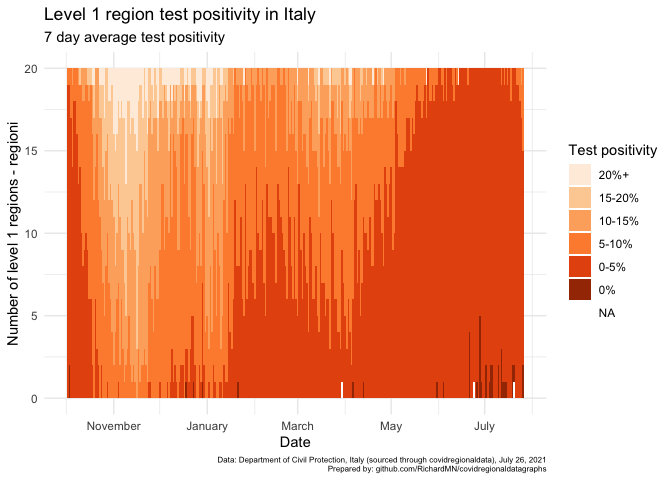 Level 1 region test positivity in Italy
7 day average test positivity
Number of level 1 regions - regioni
20
15
10
5
0
November
January
March
May
July
Date
Test positivity
20%+
15-20%
10-15%
5-10%
0-5%
0%
NA
Data: Department of Civil Protection, Italy (sourced through covidregionaldata), July 26, 2021
Prepared by: github.com/RichardMN/covidregionaldatagraphs